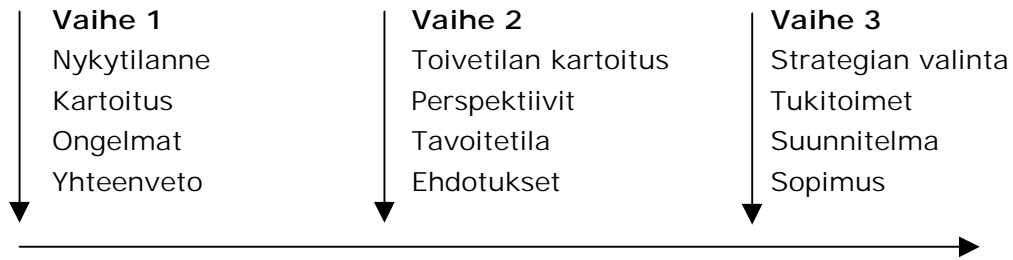 Vaihe 1
Nykytilanne
Kartoitus
Ongelmat
Yhteenveto
Vaihe 2
Toivetilan kartoitus
Perspektiivit
Tavoitetila
Ehdotukset
Vaihe 3
Strategian valinta
Tukitoimet
Suunnitelma
Sopimus